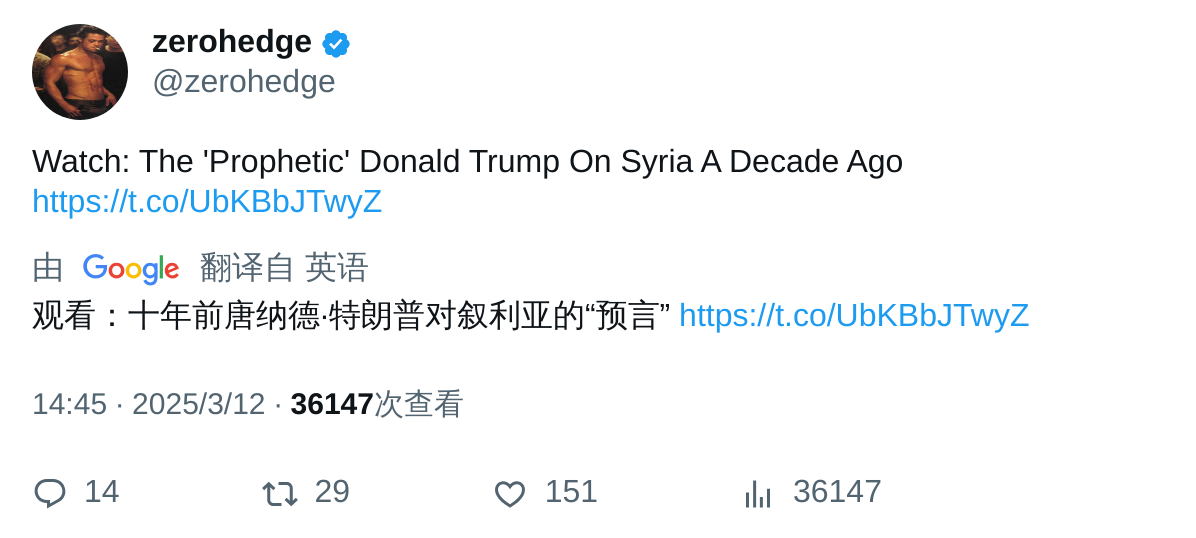 zerohedge
@zerohedge
Watch: The 'Prophetic' Donald Trump On Syria A Decade Ago
https://t.co/UbKBbJTwyZ
由 Google 翻译自 英语
观看：十年前唐纳德·特朗普对叙利亚的“预言” https://t.co/UbKBbJTwyZ
14:45 · 2025/3/12 · 36147次查看
14 29 151 36147